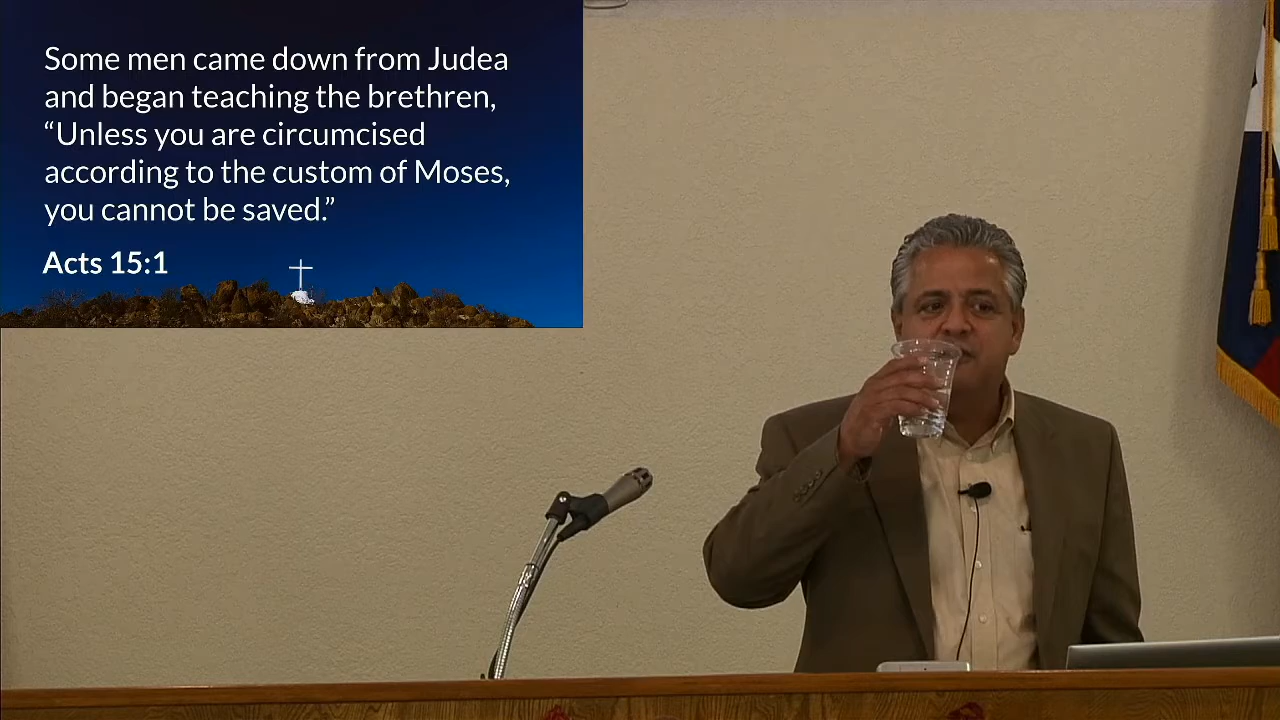 Some men came down from Judea
and began teaching the brethren,
“Unless you are circumcised
according to the custom of Moses,
you cannot be saved.”
Acts 15:1